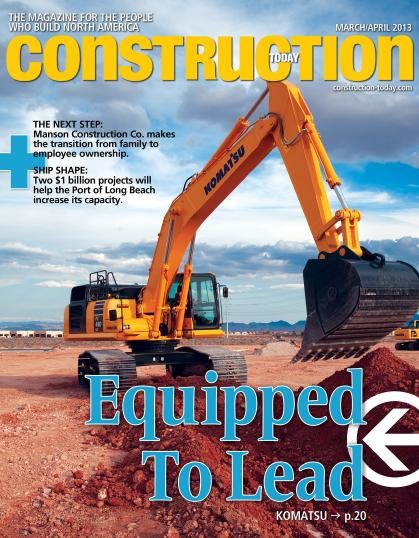 THE MAGAZINE FOR THE PEOPLE
WHO BUILD NORTH AMERICA
MARCH/APRIL 2013
CONSTRUCTION
TODAY
construction-today.com
THE NEXT STEP:
Manson Construction Co. makes
the transition from family to
employee ownership.
SHIP SHAPE:
Two $1 billion projects will
help the Port of Long Beach
increase its capacity.
KOMATSU
Equipped
To Lead
KOMATSU → p.20